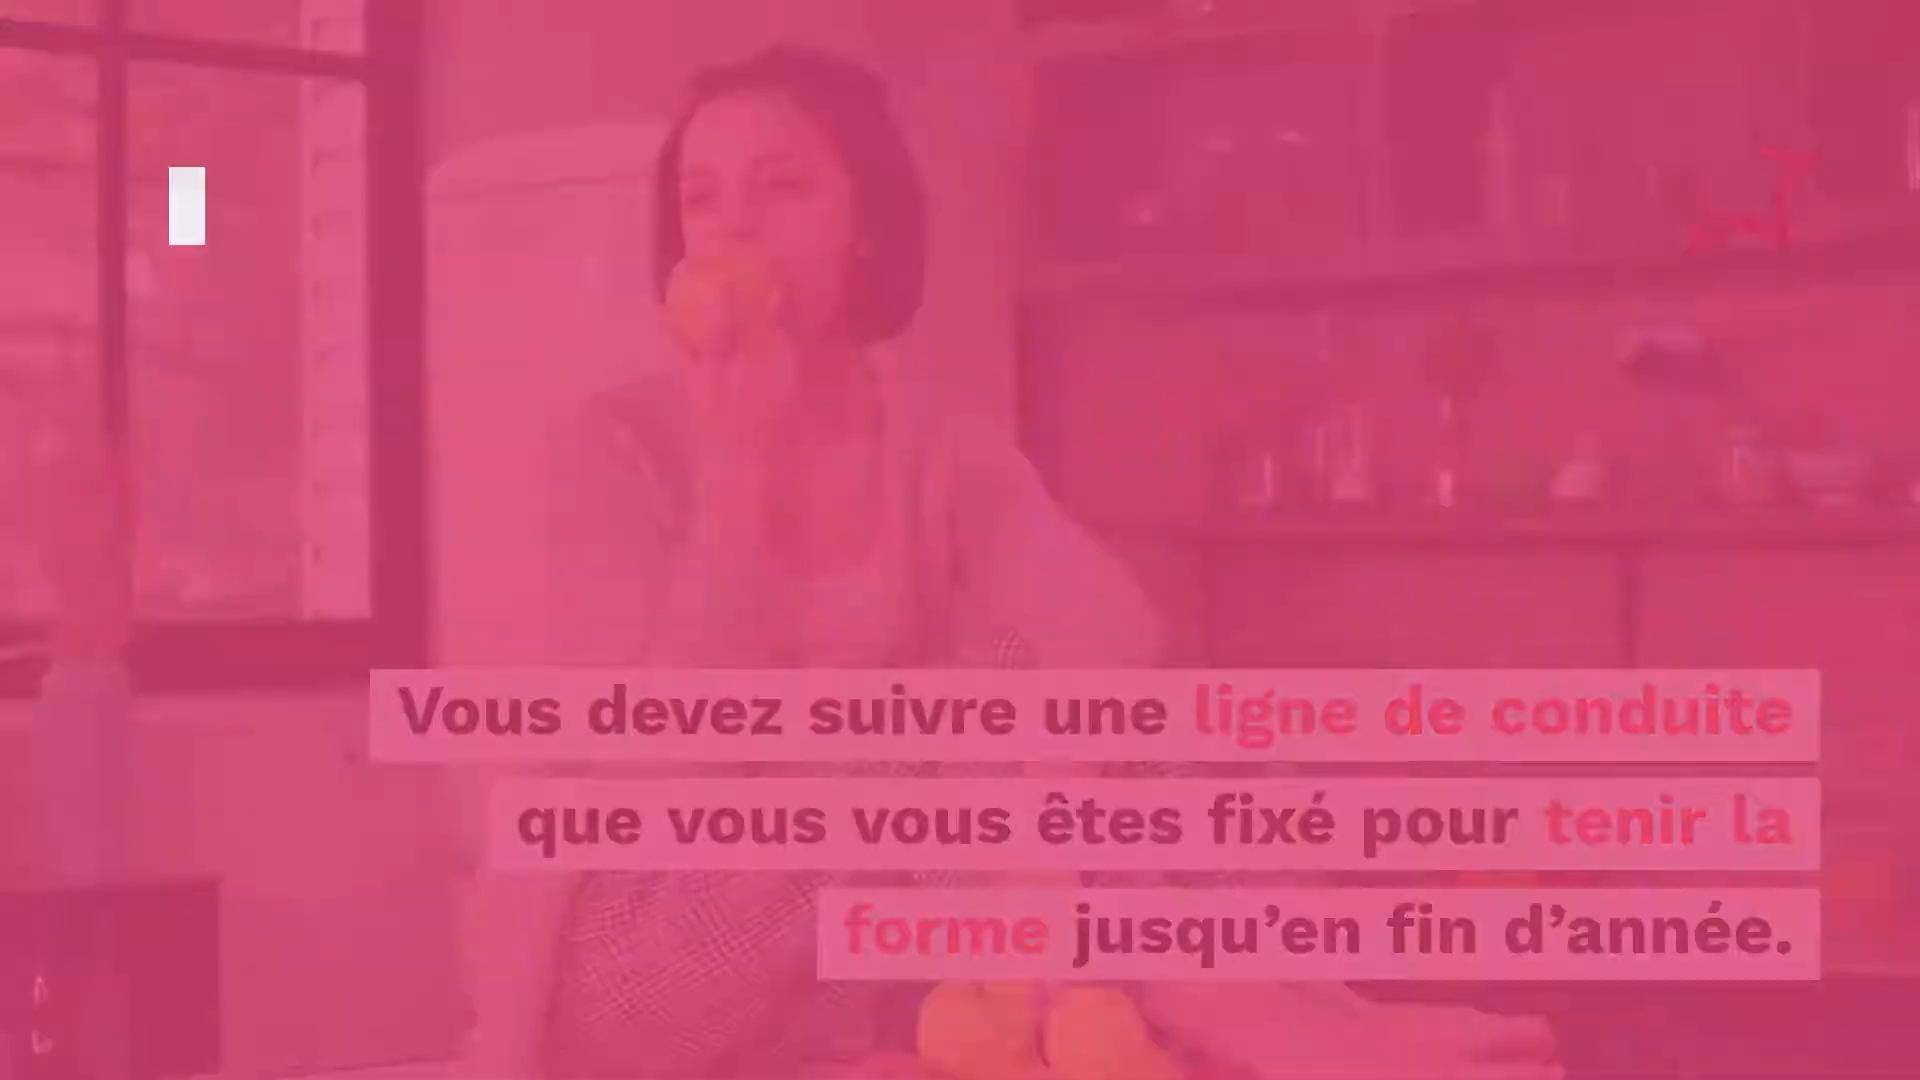 Vous devez suivre une ligne de conduite
que vous vous êtes fixé pour tenir la
forme jusqu’en fin d’année.